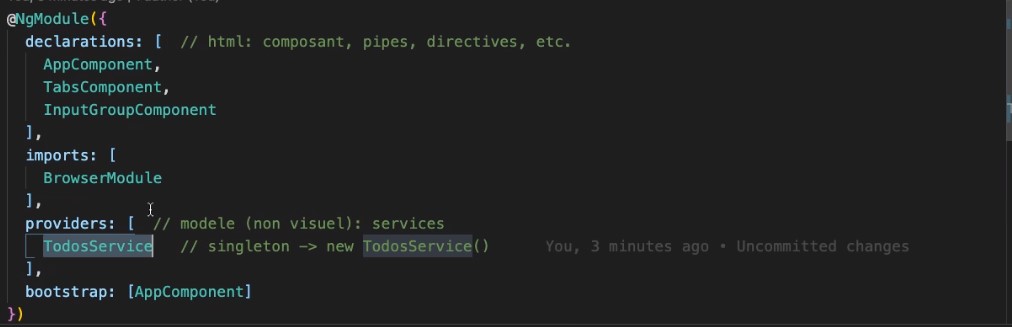 @NgModule({
declarations: [  // html: composant, pipes, directives, etc.
AppComponent,
TabsComponent,
InputGroupComponent
],
imports: [
BrowserModule
],
providers: [  // modele (non visuel): services
TodosService   // singleton -> new TodosService()      You, 3 minutes ago • Uncommitted changes
],
bootstrap: [AppComponent]
})